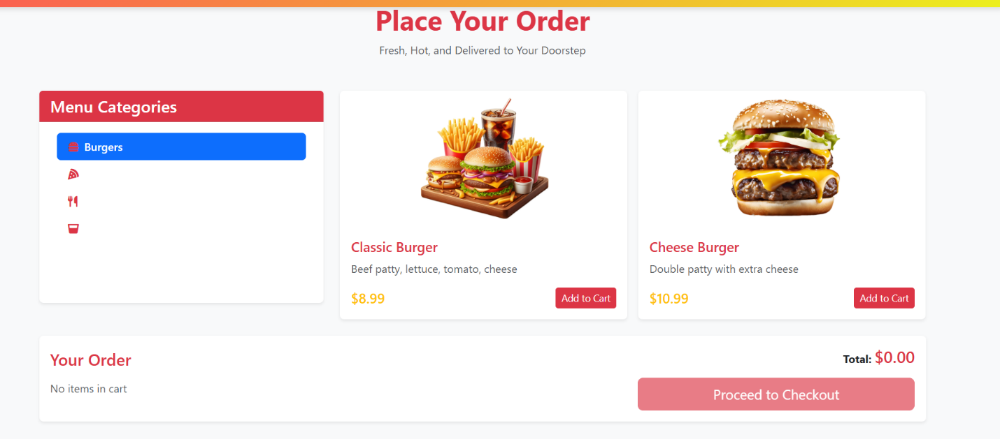 Place Your Order
Fresh, Hot, and Delivered to Your Doorstep
Menu Categories
Burgers
Classic Burger
Beef patty, lettuce, tomato, cheese
$8.99
Add to Cart
Cheese Burger
Double patty with extra cheese
$10.99
Add to Cart
Your Order
No items in cart
Total: $0.00
Proceed to Checkout